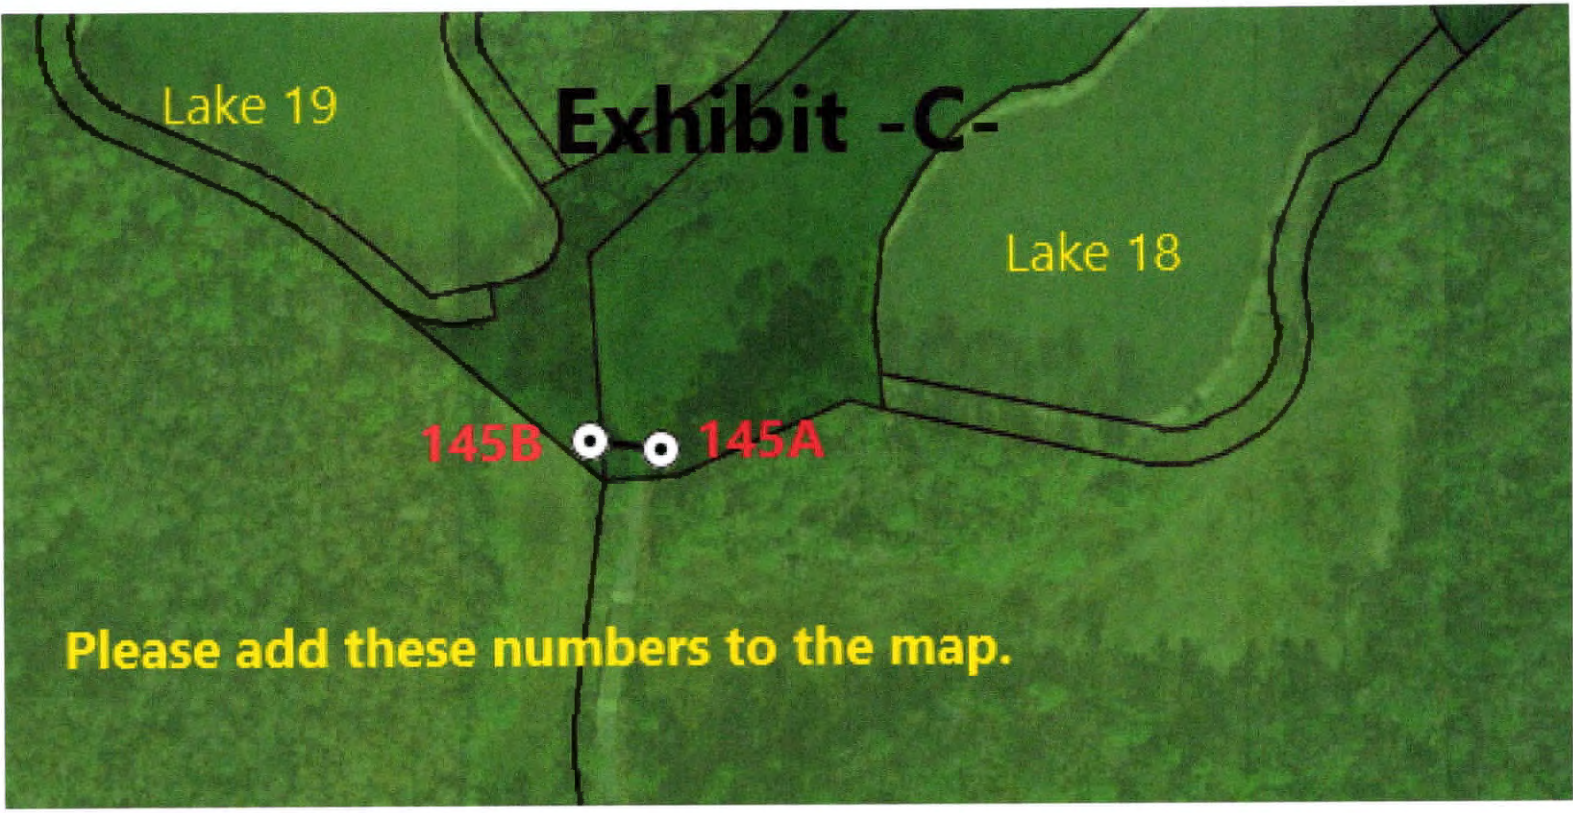 Lake 19
Exhibit -C-
Lake 18
145B
145A
Please add these numbers to the map.